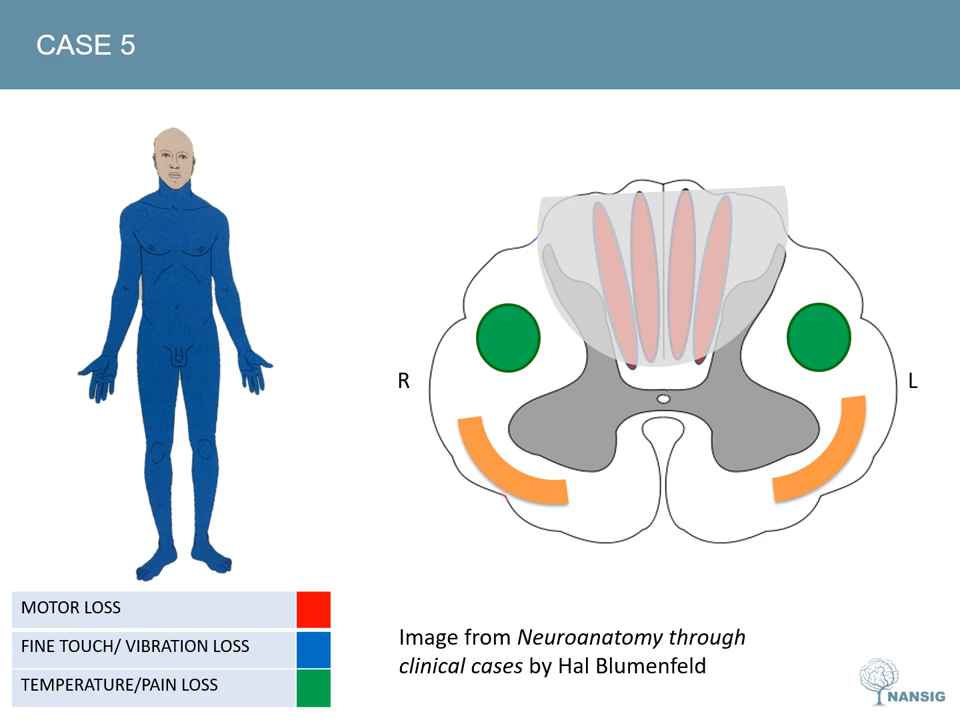 CASE 5
R
L
MOTOR LOSS
FINE TOUCH/ VIBRATION LOSS
TEMPERATURE/PAIN LOSS
Image from Neuroanatomy through
clinical cases by Hal Blumenfeld
NANSIG